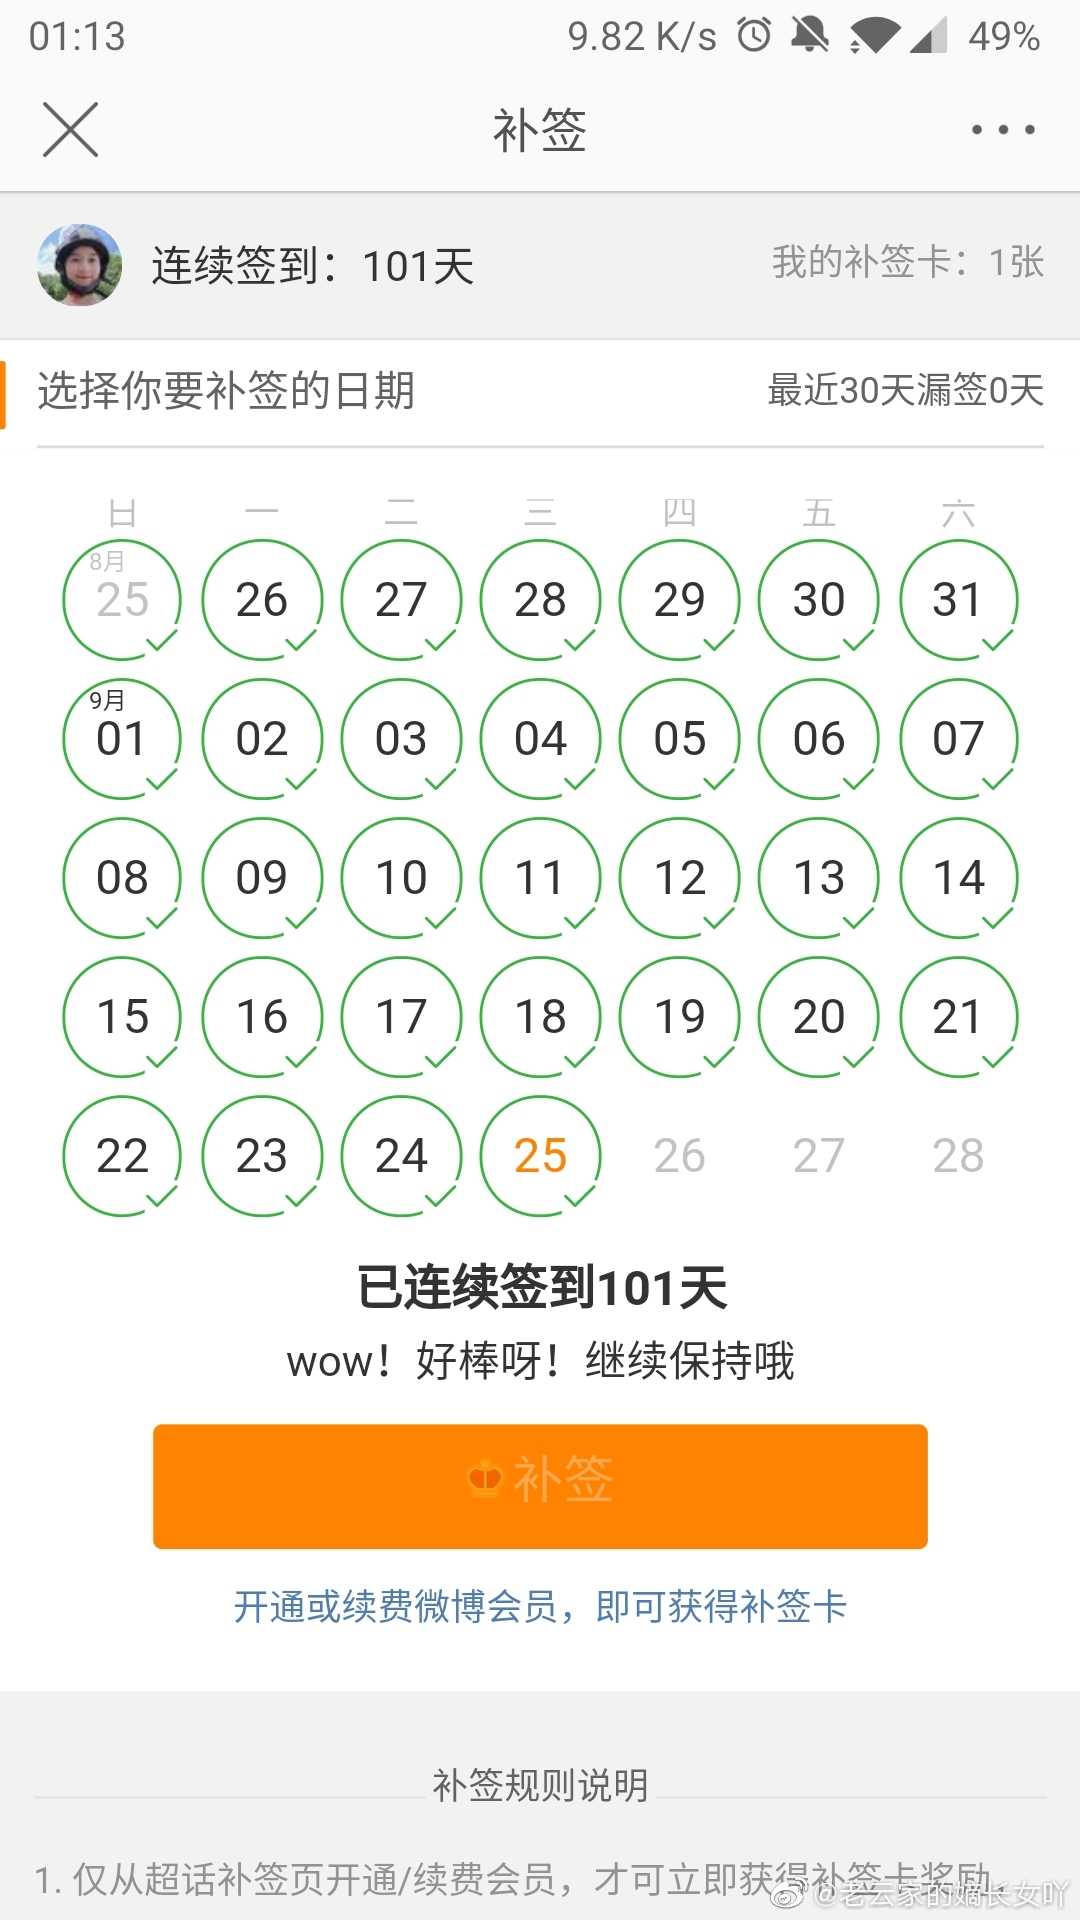 01:13 9.82 K/s 49%
补签
连续签到：101天 我的补签卡：1张
选择你要补签的日期 最近30天漏签0天
日 一 二 三 四 五 六
8月
25 26 27 28 29 30 31
9月
01 02 03 04 05 06 07
08 09 10 11 12 13 14
15 16 17 18 19 20 21
22 23 24 25 26 27 28
已连续签到101天
wow！好棒呀！继续保持哦
补签
开通或续费微博会员，即可获得补签卡
补签规则说明
1. 仅从超话补签页开通/续费会员，才可立即获得补签卡奖励，
@老云家的嫡长女吖